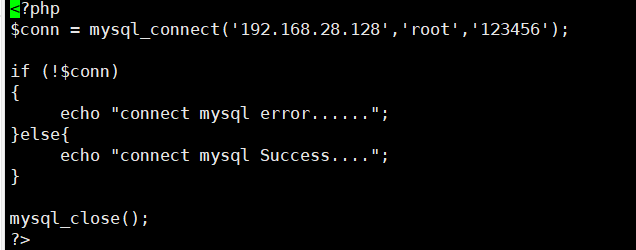 <?php
$conn = mysql_connect('192.168.28.128','root','123456');
if (!$conn)
{
echo "connect mysql error......";
}else{
echo "connect mysql Success....";
}
mysql_close();
?>